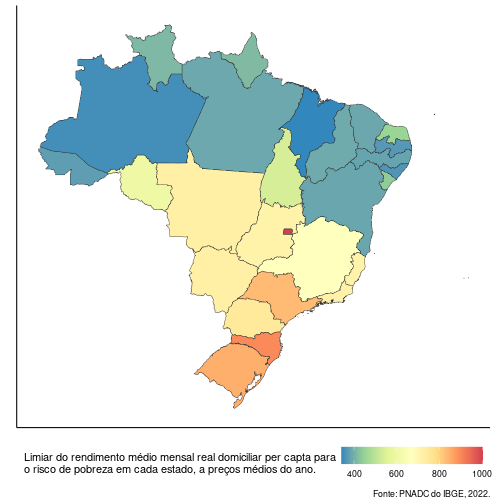 Limiar do rendimento médio mensal real domiciliar per capta para
o risco de pobreza em cada estado, a preços médios do ano.
400 600 800 1000
Fonte: PNADC do IBGE, 2022.